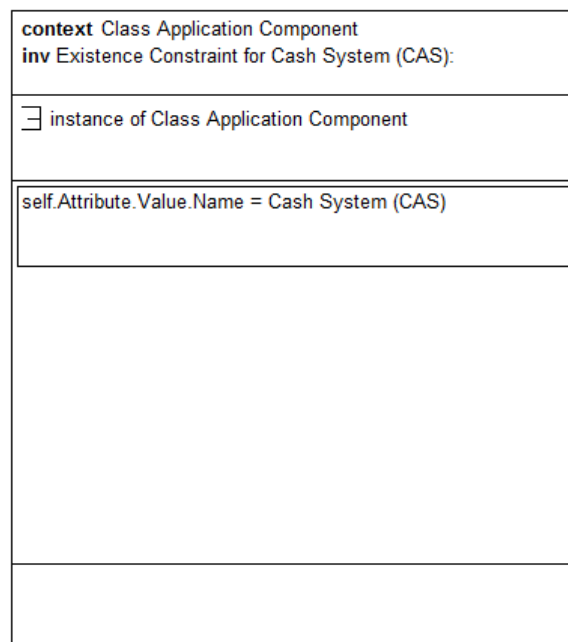 context Class Application Component
inv Existence Constraint for Cash System (CAS):
∃ instance of Class Application Component
self.Attribute.Value.Name = Cash System (CAS)